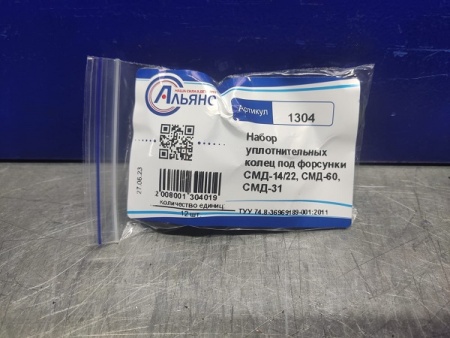 АЛЬЯНС
Артикул 1304
Набор
уплотнительных
колец под форсунки
СМД-14/22, СМД-60,
СМД-31
27.06.23
2 008001 304019
количество единиц
12 шт
ТУУ 74.8-36969189-001:2011